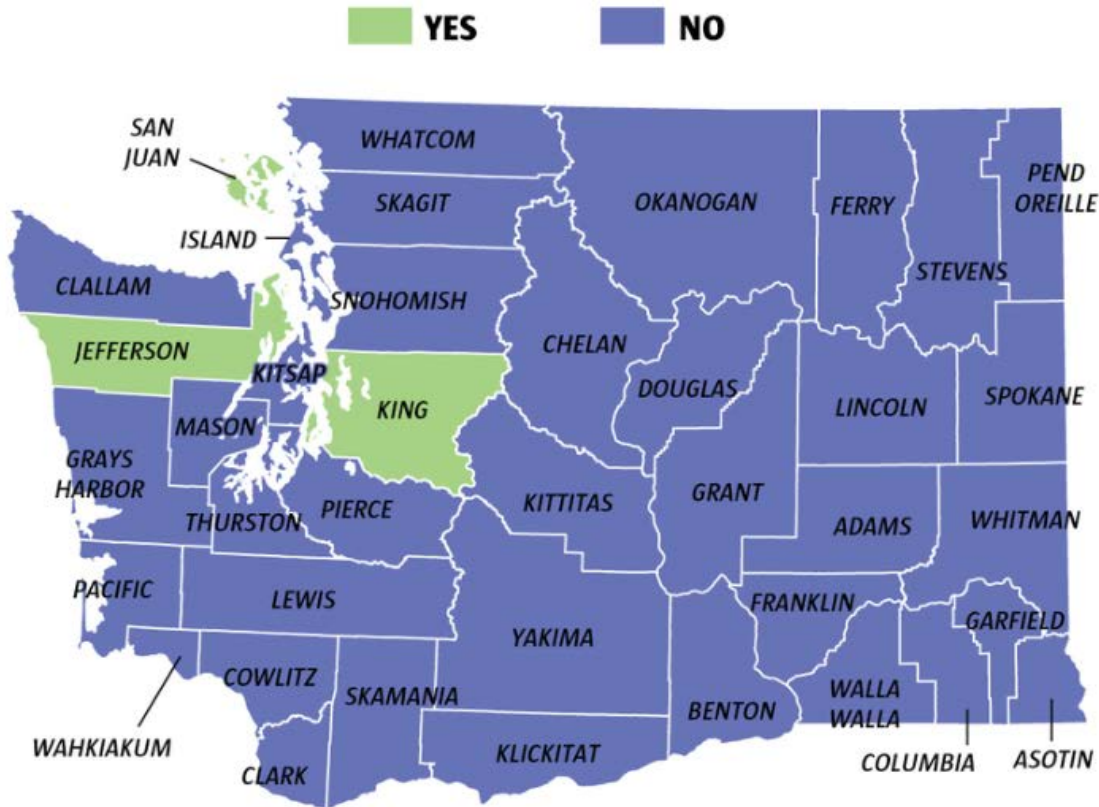 YES
NO
SAN
JUAN
WHATCOM
SKAGIT
OKANOGAN
FERRY
PEND
OREILLE
ISLAND
STEVENS
CLALLAM
SNOHOMISH
JEFFERSON
CHELAN
KITSAP
DOUGLAS
KING
LINCOLN
SPOKANE
MASON
GRAYS
HARBOR
THURSTON
PIERCE
KITTITAS
GRANT
ADAMS
WHITMAN
PACIFIC
LEWIS
FRANKLIN
GARFIELD
YAKIMA
COWLITZ
SKAMANIA
WALLA
WALLA
BENTON
WAHKIAKUM
KLICKITAT
COLUMBIA
ASOTIN
CLARK